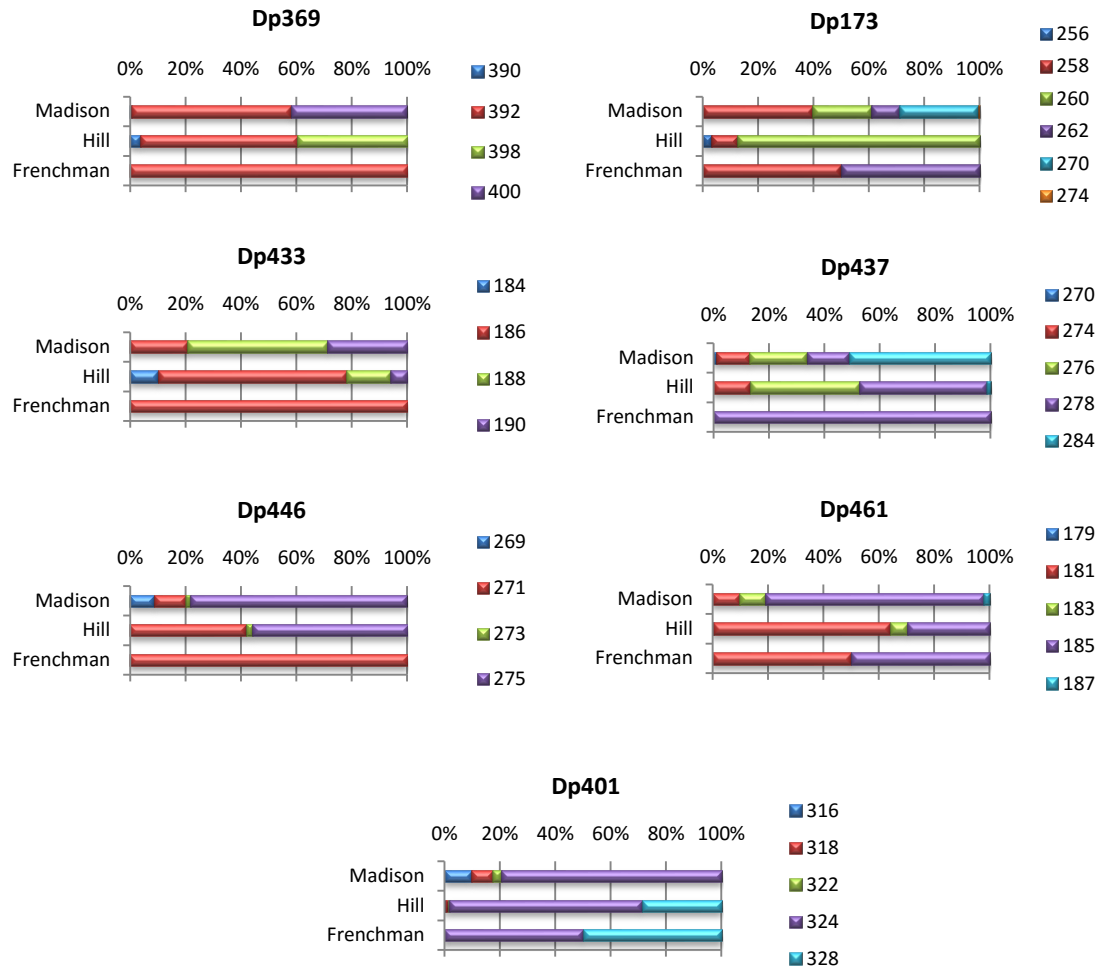 Dp369
0% 20% 40% 60% 80% 100%
Madison
Hill
Frenchman
390
392
398
400
Dp173
0% 20% 40% 60% 80% 100%
Madison
Hill
Frenchman
256
258
260
262
270
274
Dp433
0% 20% 40% 60% 80% 100%
Madison
Hill
Frenchman
184
186
188
190
Dp437
0% 20% 40% 60% 80% 100%
Madison
Hill
Frenchman
270
274
276
278
284
Dp446
0% 20% 40% 60% 80% 100%
Madison
Hill
Frenchman
269
271
273
275
Dp461
0% 20% 40% 60% 80% 100%
Madison
Hill
Frenchman
179
181
183
185
187
Dp401
0% 20% 40% 60% 80% 100%
Madison
Hill
Frenchman
316
318
322
324
328